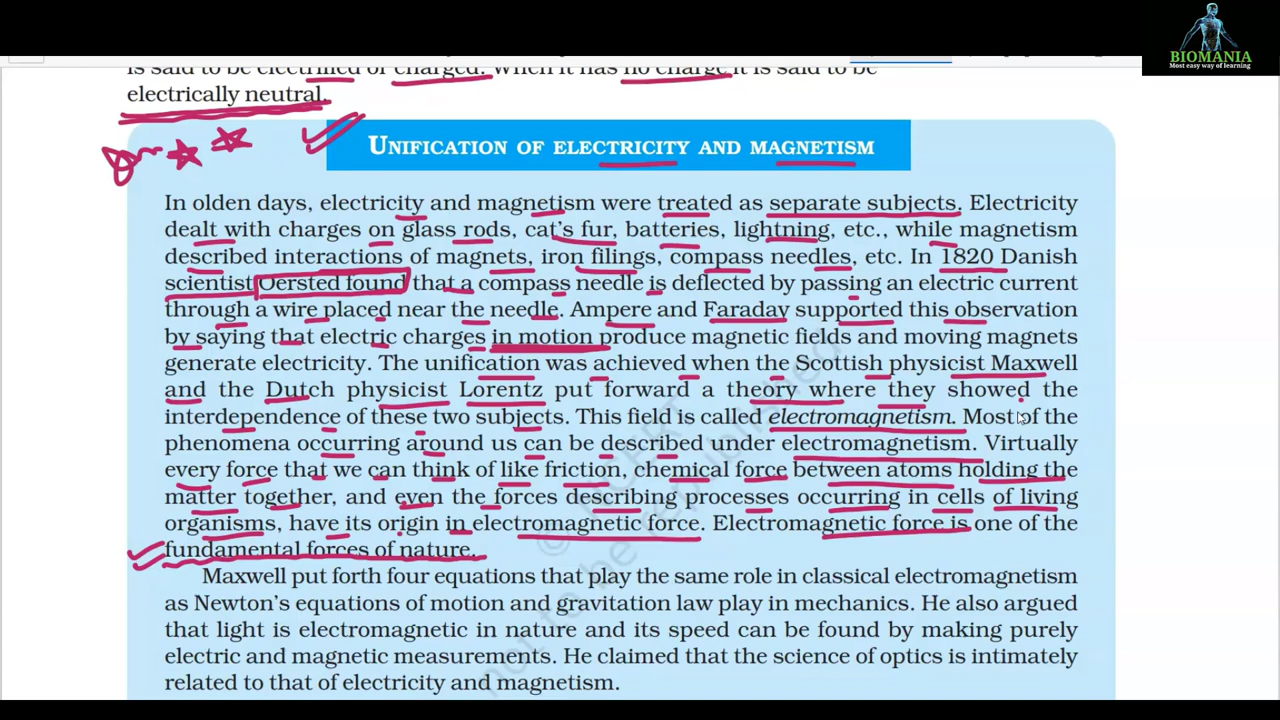 BIOMANIA
Most easy way of learning
is said to be electrified or charged. When it has no charge it is said to be
electrically neutral.
UNIFICATION OF ELECTRICITY AND MAGNETISM
In olden days, electricity and magnetism were treated as separate subjects. Electricity
dealt with charges on glass rods, cat's fur, batteries, lightning, etc., while magnetism
described interactions of magnets, iron filings, compass needles, etc. In 1820 Danish
scientist Oersted found that a compass needle is deflected by passing an electric current
through a wire placed near the needle. Ampere and Faraday supported this observation
by saying that electric charges in motion produce magnetic fields and moving magnets
generate electricity. The unification was achieved when the Scottish physicist Maxwell
and the Dutch physicist Lorentz put forward a theory where they showed the
interdependence of these two subjects. This field is called electromagnetism. Most of the
phenomena occurring around us can be described under electromagnetism. Virtually
every force that we can think of like friction, chemical force between atoms holding the
matter together, and even the forces describing processes occurring in cells of living
organisms, have its origin in electromagnetic force. Electromagnetic force is one of the
fundamental forces of nature.
Maxwell put forth four equations that play the same role in classical electromagnetism
as Newton's equations of motion and gravitation law play in mechanics. He also argued
that light is electromagnetic in nature and its speed can be found by making purely
electric and magnetic measurements. He claimed that the science of optics is intimately
related to that of electricity and magnetism.
© NCERT
not to be republished